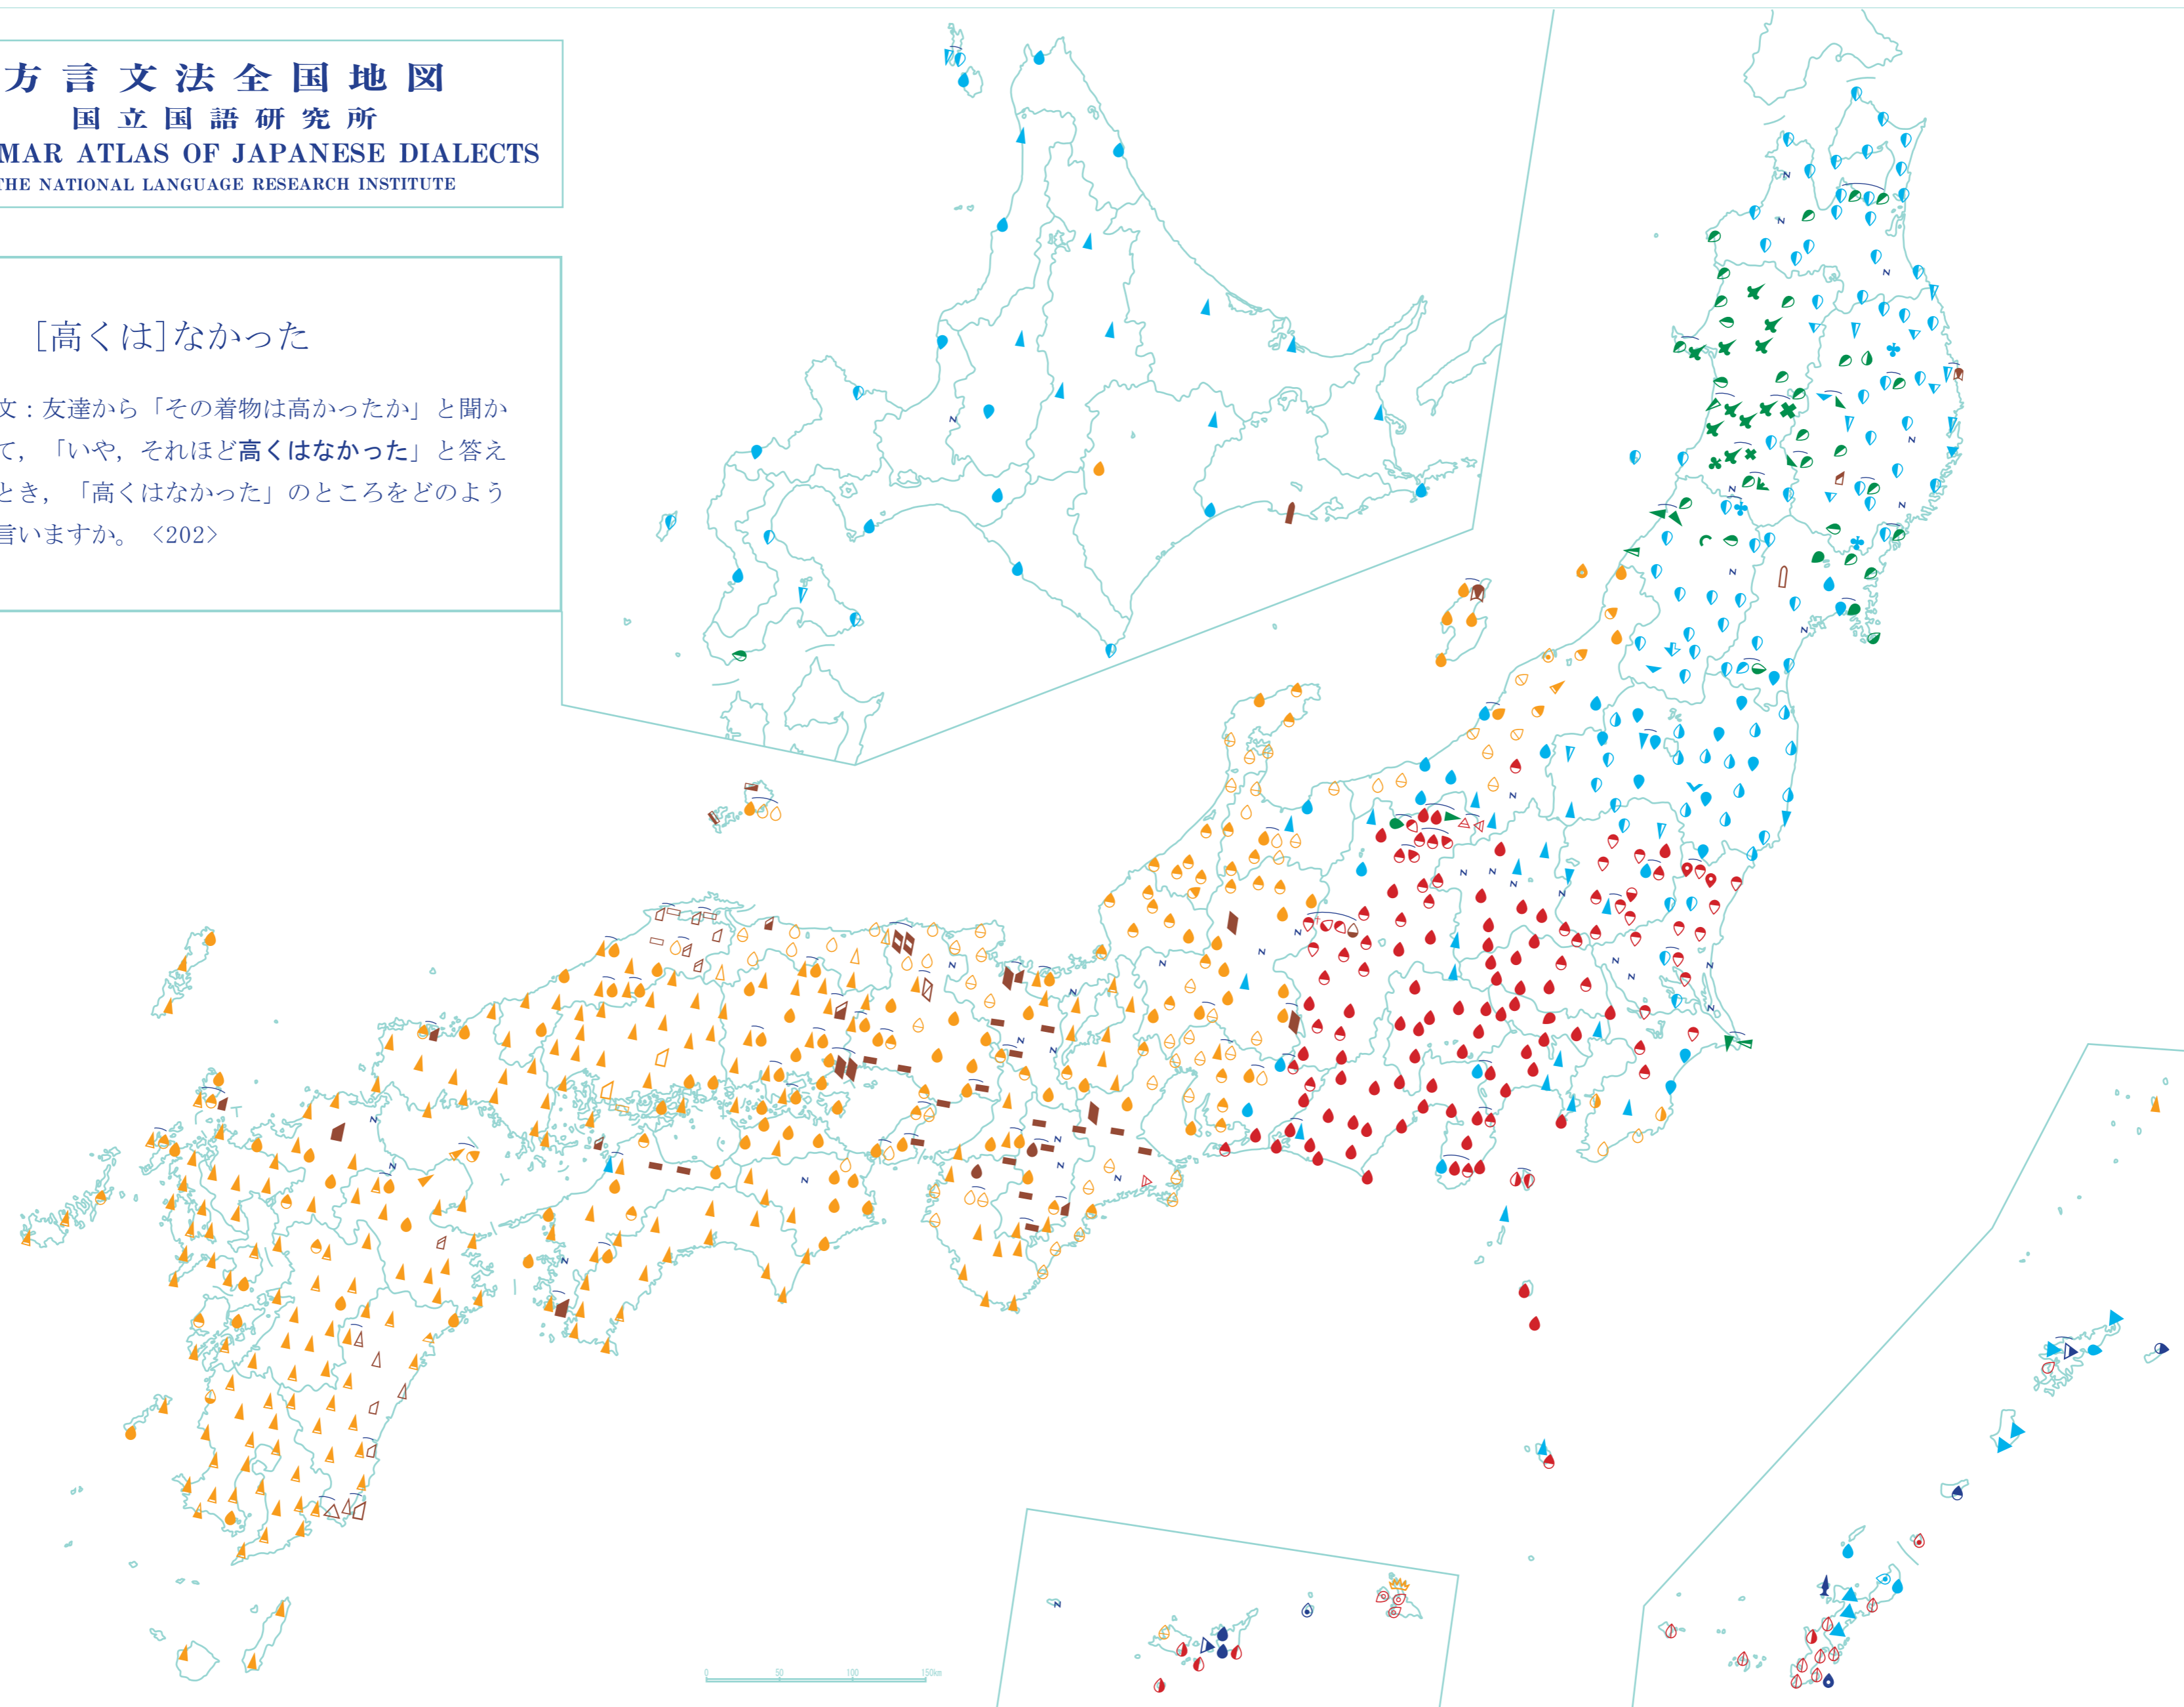 方言文法全国地図
国立国語研究所
MAR ATLAS OF JAPANESE DIALECTS
THE NATIONAL LANGUAGE RESEARCH INSTITUTE
[高くは]なかった
文：友達から「その着物は高かったか」と聞か
て，「いや，それほど高くはなかった」と答え
とき，「高くはなかった」のところをどのよう
言いますか。 <202>
0 50 100 150km